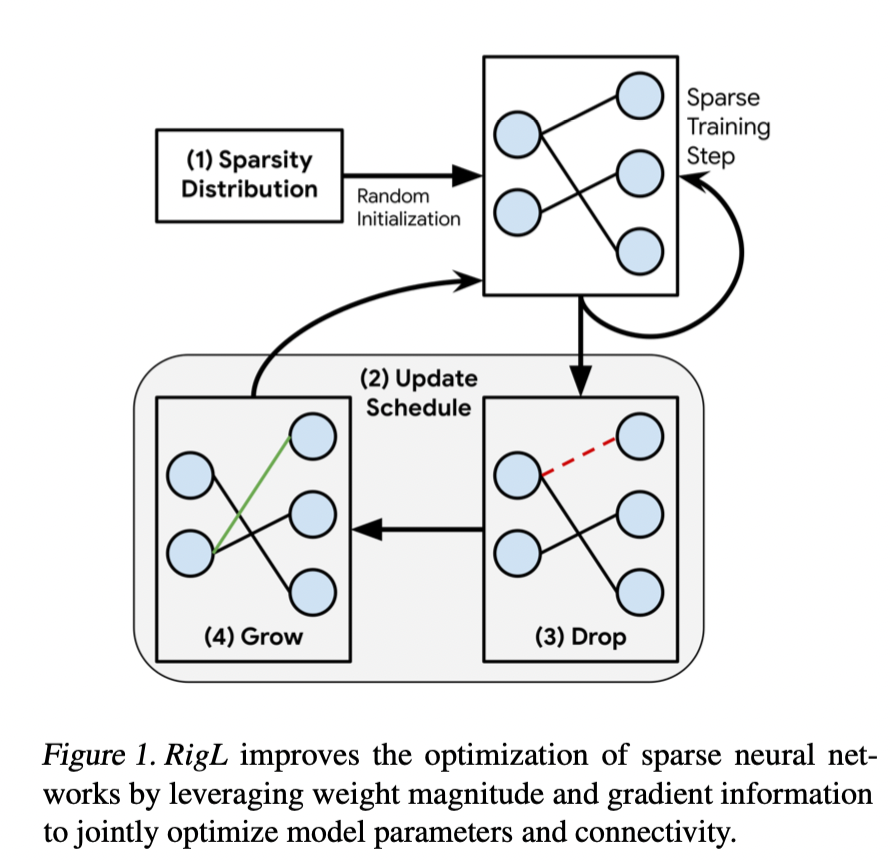 (1) Sparsity
Distribution
Random
Initialization
Sparse
Training
Step
(2) Update
Schedule
(4) Grow
(3) Drop
Figure 1. RigL improves the optimization of sparse neural net-
works by leveraging weight magnitude and gradient information
to jointly optimize model parameters and connectivity.